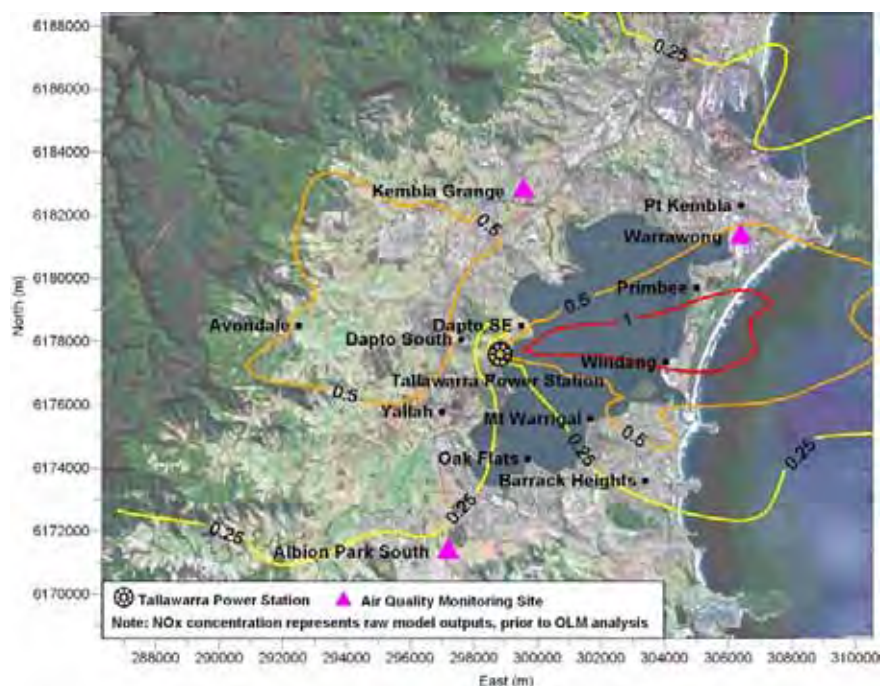 6188000
6186000
6184000
6182000
6180000
6178000
6176000
6174000
6172000
6170000
North (m)
0.25
Kembla Grange
0.5
Pt Kembla
Warrawong
0.5
Primbee
1
Avondale
Dapto SE
Dapto South
Windang
Tallawarra Power Station
0.5
Yallah
Mt Warrigal
0.5
Oak Flats
0.25
Barrack Heights
0.25
0.25
0.25
Albion Park South
Tallawarra Power Station
Air Quality Monitoring Site
Note: NOx concentration represents raw model outputs, prior to OLM analysis
288000 290000 292000 294000 296000 298000 300000 302000 304000 306000 308000 310000
East (m)